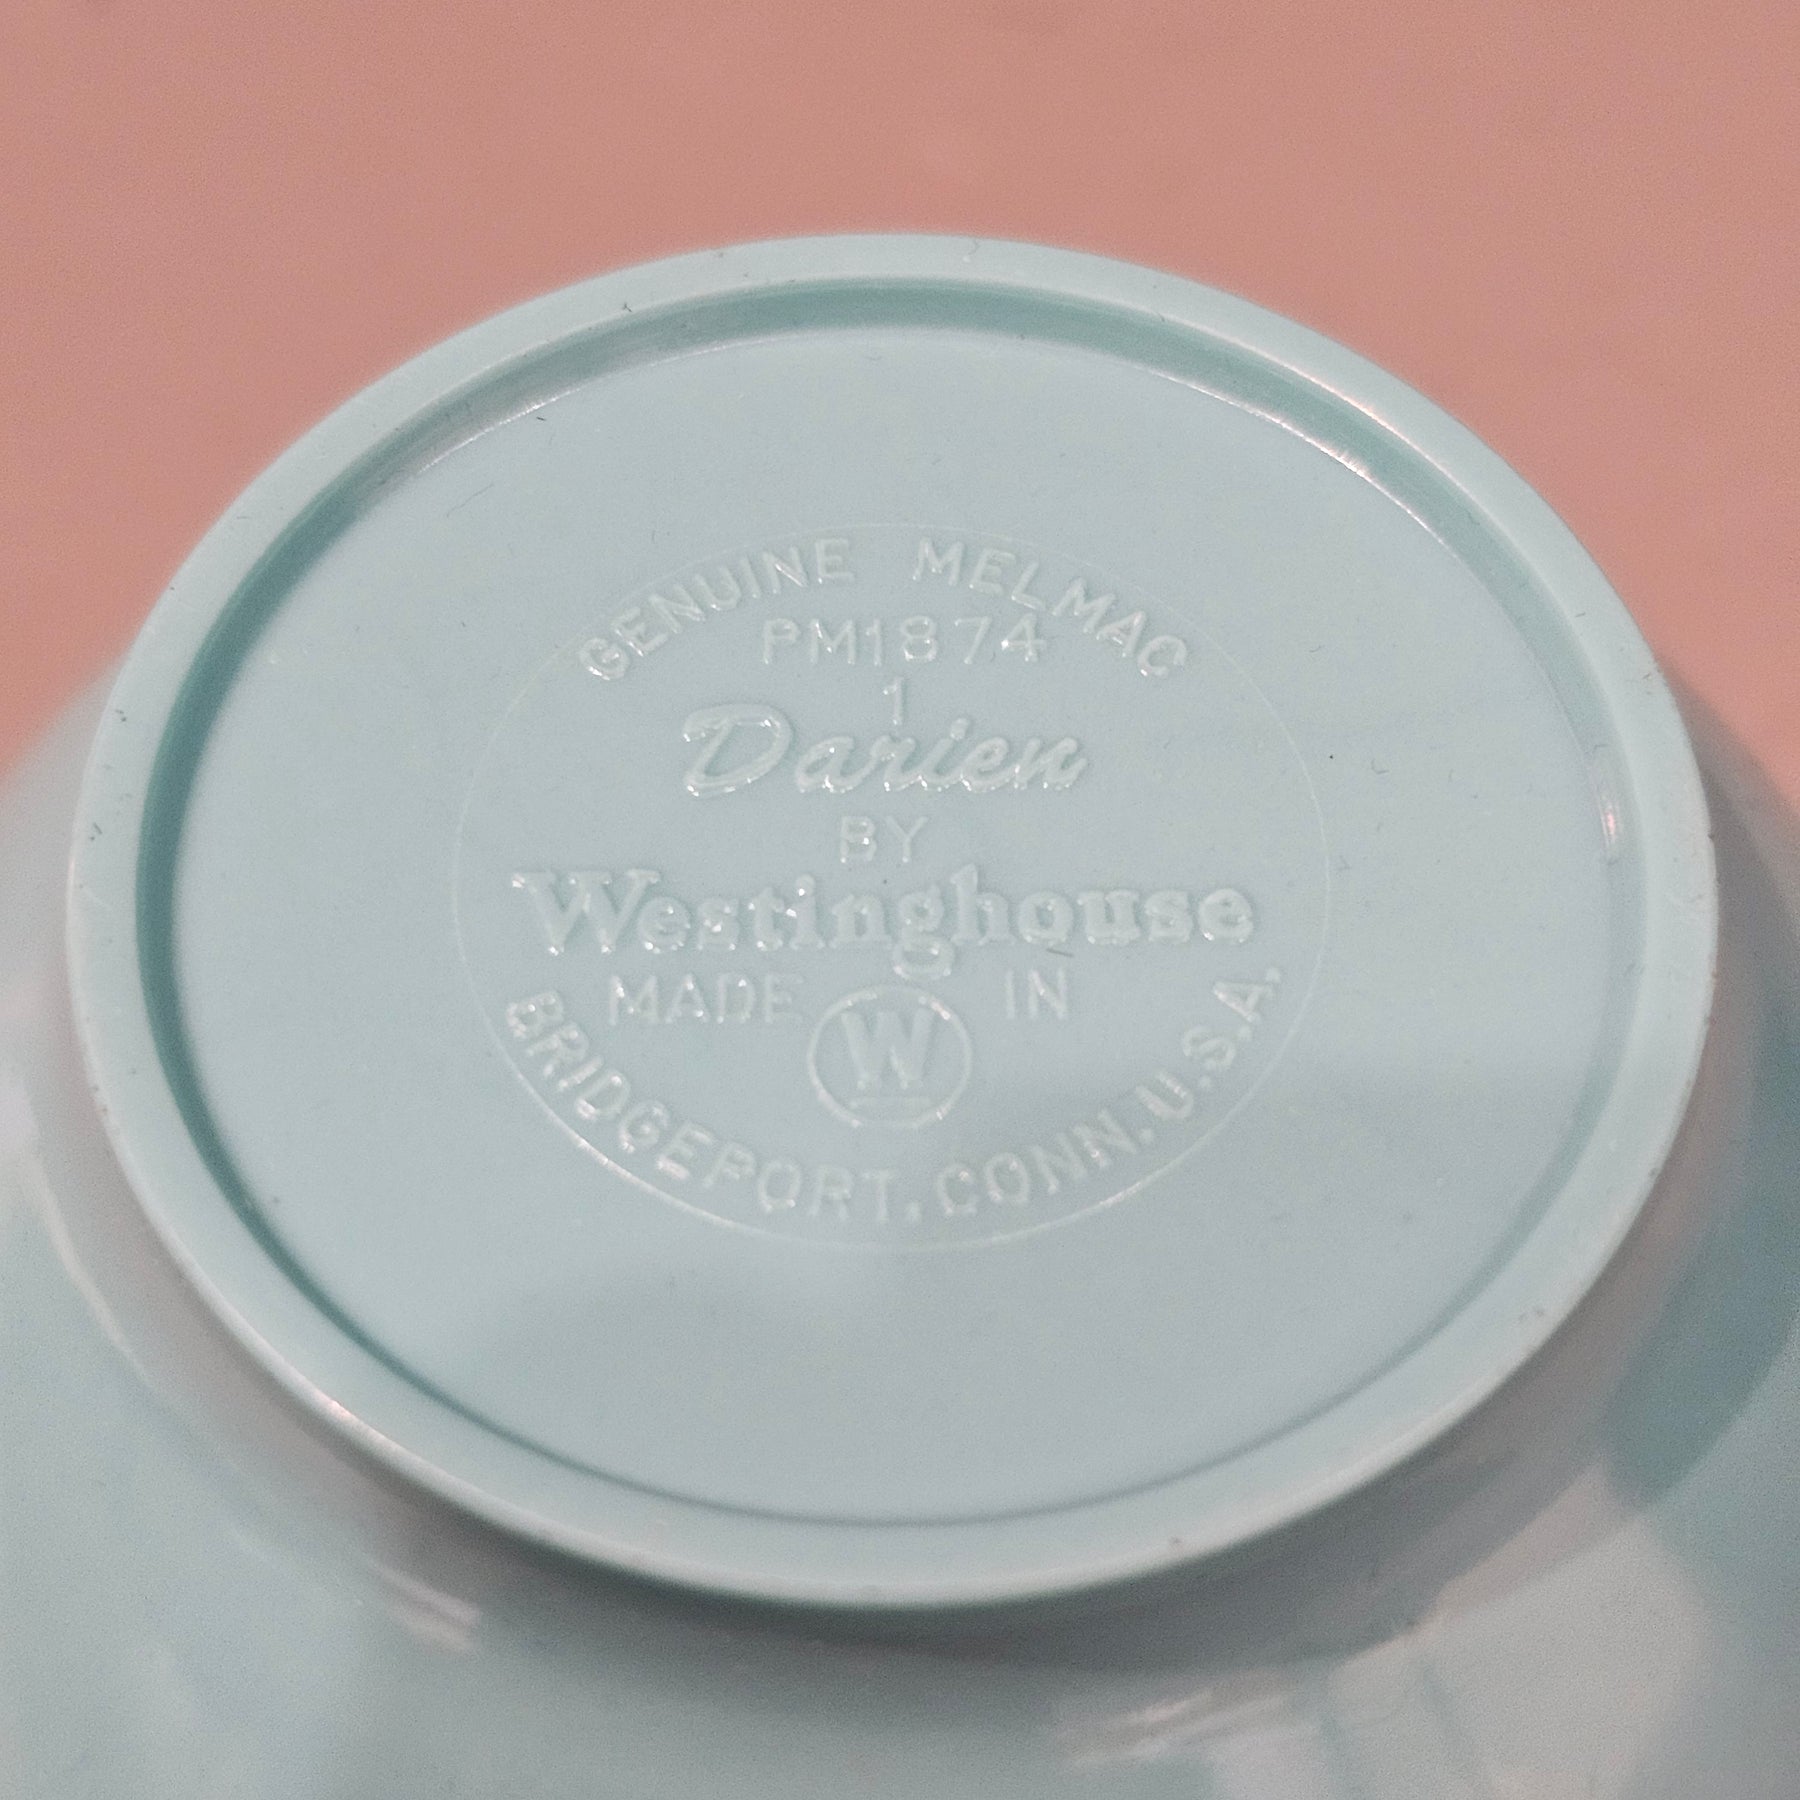 GENUINE MELMAC
PM1874
1
Darien
BY
Westinghouse
MADE IN
W
BRIDGEPORT, CONN. U.S.A.